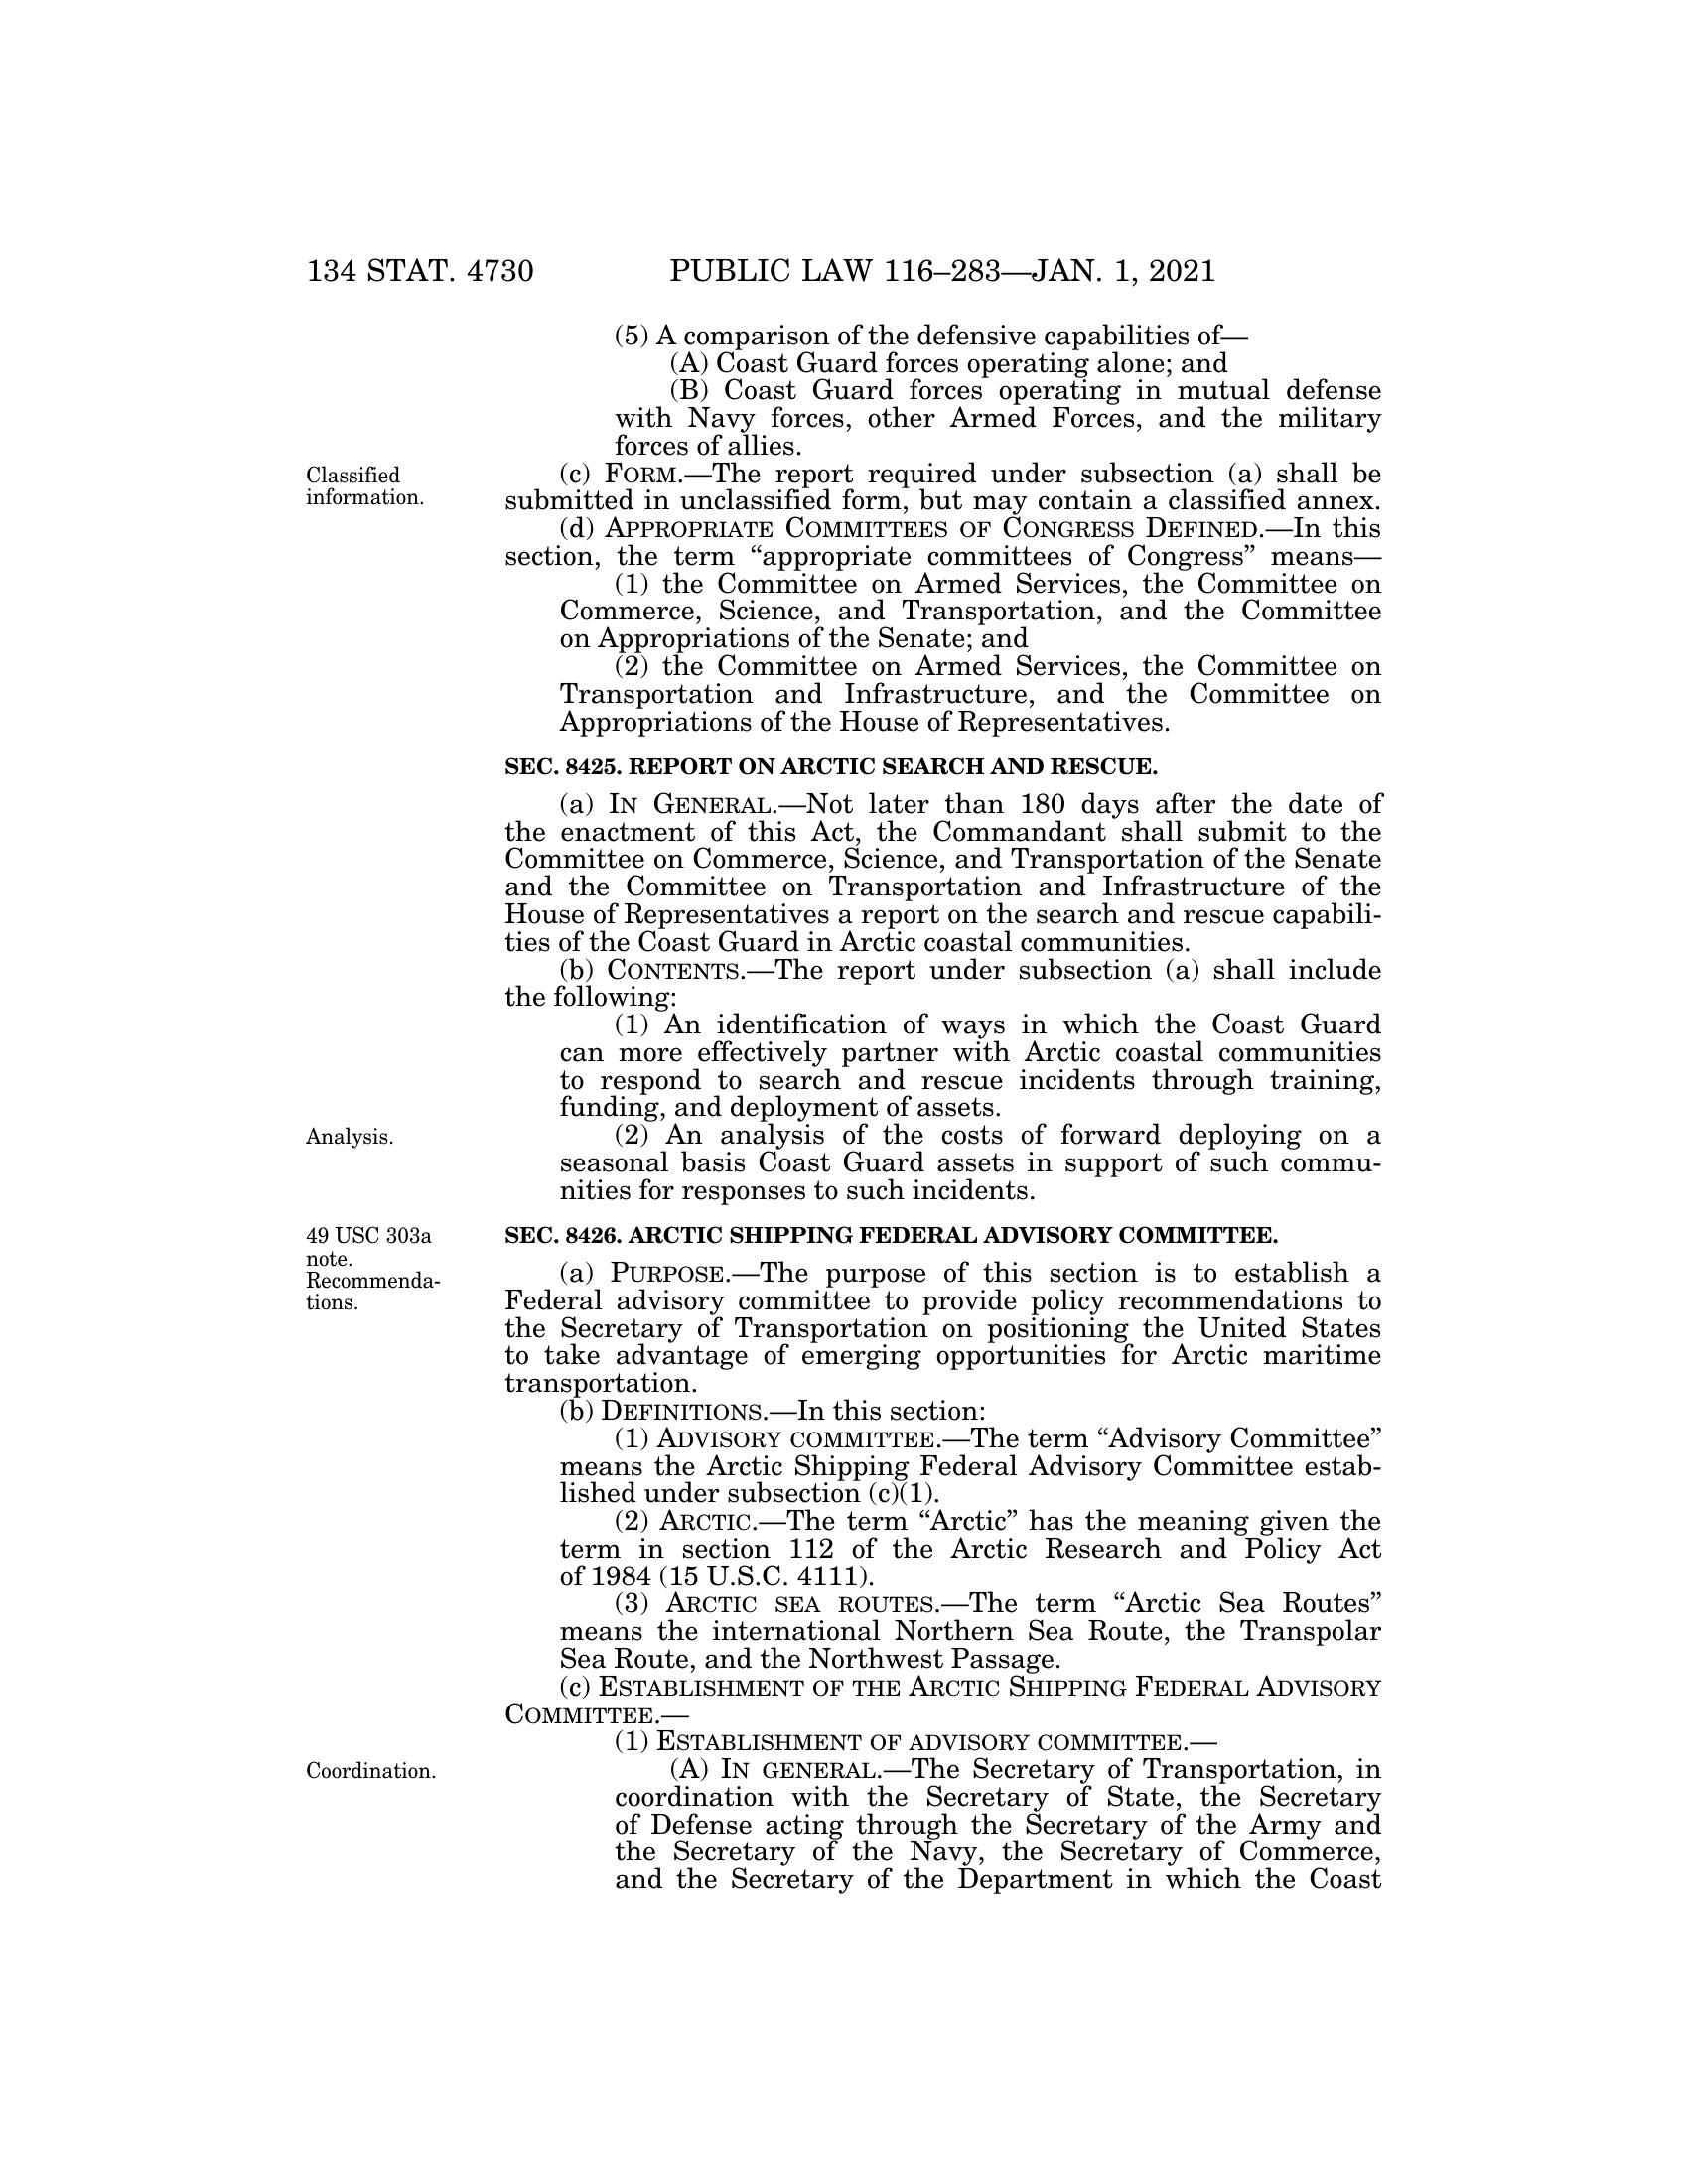 134 STAT. 4730 PUBLIC LAW 116–283—JAN. 1, 2021
(5) A comparison of the defensive capabilities of—
(A) Coast Guard forces operating alone; and
(B) Coast Guard forces operating in mutual defense
with Navy forces, other Armed Forces, and the military
forces of allies.
Classified
information.
(c) FORM.—The report required under subsection (a) shall be
submitted in unclassified form, but may contain a classified annex.
(d) APPROPRIATE COMMITTEES OF CONGRESS DEFINED.—In this
section, the term “appropriate committees of Congress” means—
(1) the Committee on Armed Services, the Committee on
Commerce, Science, and Transportation, and the Committee
on Appropriations of the Senate; and
(2) the Committee on Armed Services, the Committee on
Transportation and Infrastructure, and the Committee on
Appropriations of the House of Representatives.
SEC. 8425. REPORT ON ARCTIC SEARCH AND RESCUE.
(a) IN GENERAL.—Not later than 180 days after the date of
the enactment of this Act, the Commandant shall submit to the
Committee on Commerce, Science, and Transportation of the Senate
and the Committee on Transportation and Infrastructure of the
House of Representatives a report on the search and rescue capabili-
ties of the Coast Guard in Arctic coastal communities.
(b) CONTENTS.—The report under subsection (a) shall include
the following:
(1) An identification of ways in which the Coast Guard
can more effectively partner with Arctic coastal communities
to respond to search and rescue incidents through training,
funding, and deployment of assets.
Analysis.
(2) An analysis of the costs of forward deploying on a
seasonal basis Coast Guard assets in support of such commu-
nities for responses to such incidents.
49 USC 303a
note.
Recommenda-
tions.
SEC. 8426. ARCTIC SHIPPING FEDERAL ADVISORY COMMITTEE.
(a) PURPOSE.—The purpose of this section is to establish a
Federal advisory committee to provide policy recommendations to
the Secretary of Transportation on positioning the United States
to take advantage of emerging opportunities for Arctic maritime
transportation.
(b) DEFINITIONS.—In this section:
(1) ADVISORY COMMITTEE.—The term “Advisory Committee”
means the Arctic Shipping Federal Advisory Committee estab-
lished under subsection (c)(1).
(2) ARCTIC.—The term “Arctic” has the meaning given the
term in section 112 of the Arctic Research and Policy Act
of 1984 (15 U.S.C. 4111).
(3) ARCTIC SEA ROUTES.—The term “Arctic Sea Routes”
means the international Northern Sea Route, the Transpolar
Sea Route, and the Northwest Passage.
(c) ESTABLISHMENT OF THE ARCTIC SHIPPING FEDERAL ADVISORY
COMMITTEE.—
(1) ESTABLISHMENT OF ADVISORY COMMITTEE.—
Coordination.
(A) IN GENERAL.—The Secretary of Transportation, in
coordination with the Secretary of State, the Secretary
of Defense acting through the Secretary of the Army and
the Secretary of the Navy, the Secretary of Commerce,
and the Secretary of the Department in which the Coast